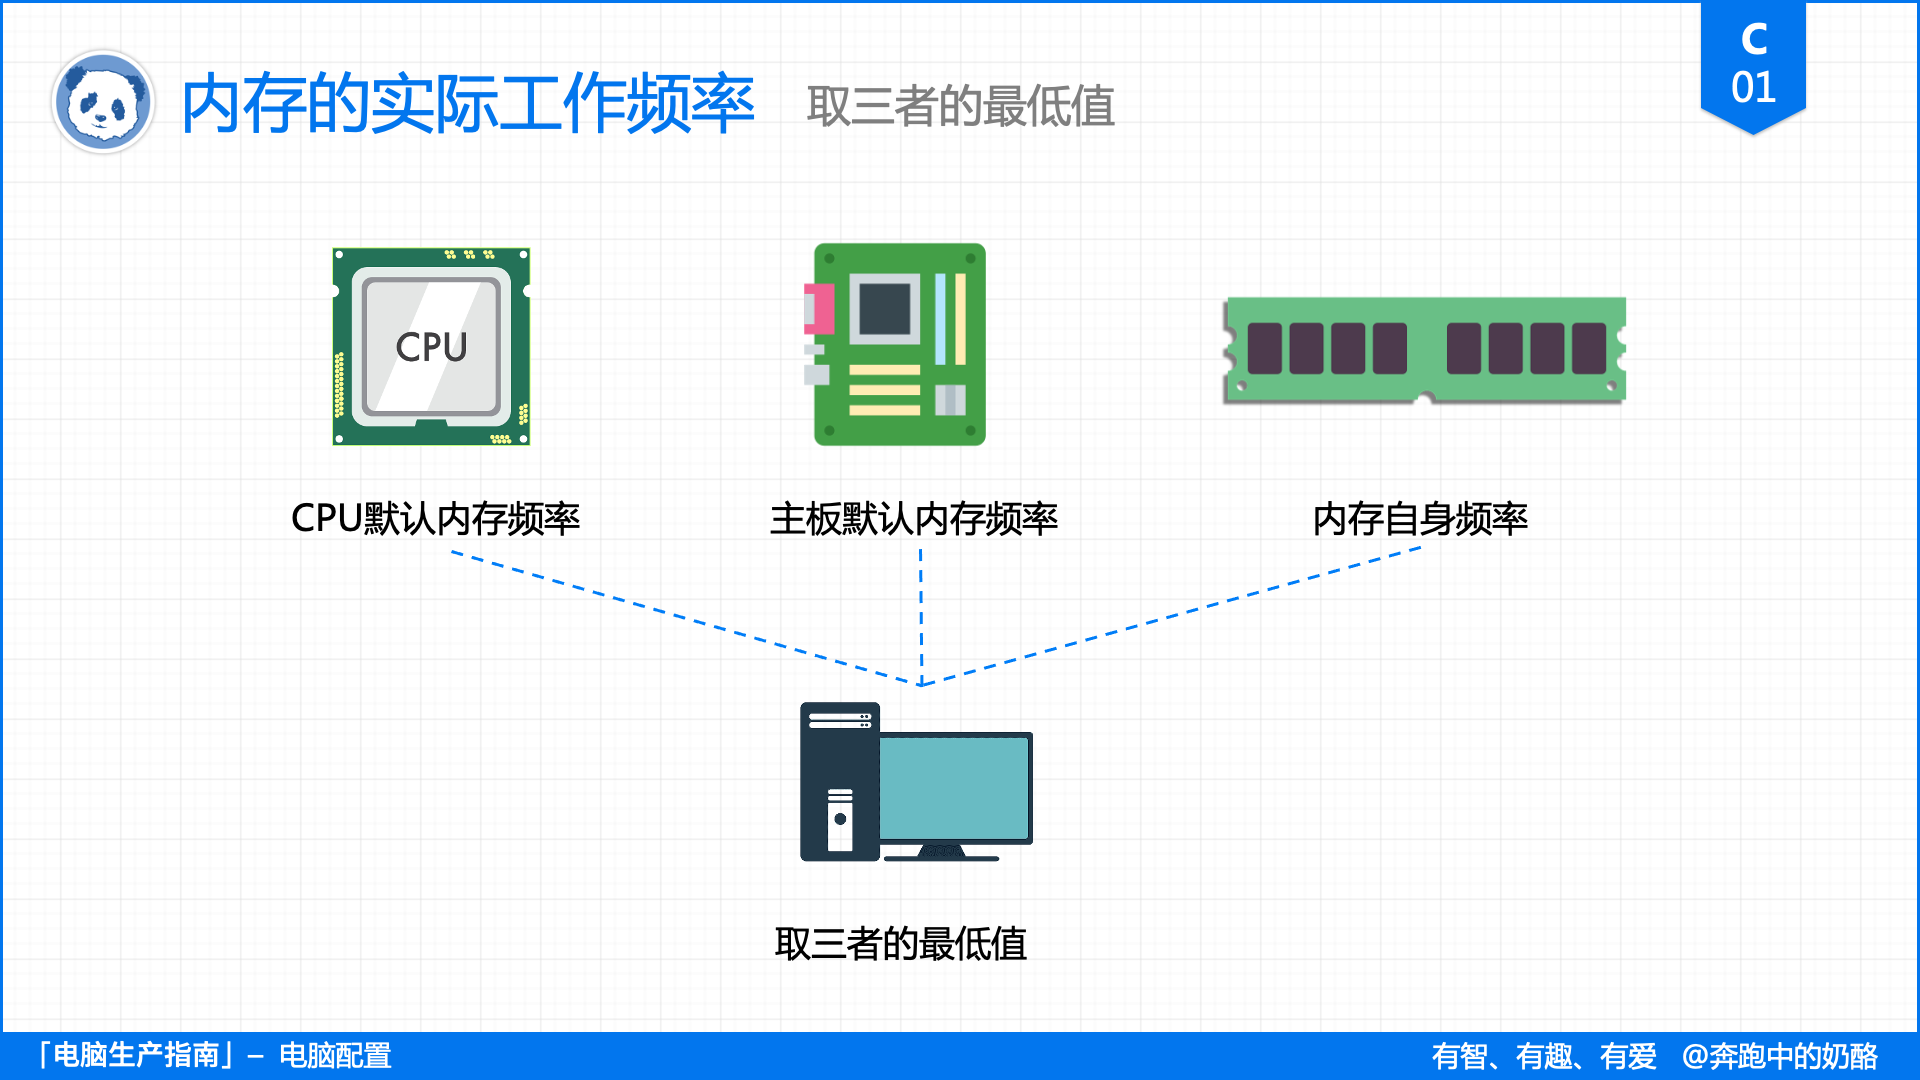 内存的实际工作频率 取三者的最低值
C
01
CPU
CPU默认内存频率
主板默认内存频率
内存自身频率
取三者的最低值
「电脑生产指南」– 电脑配置
有智、有趣、有爱 @奔跑中的奶酪